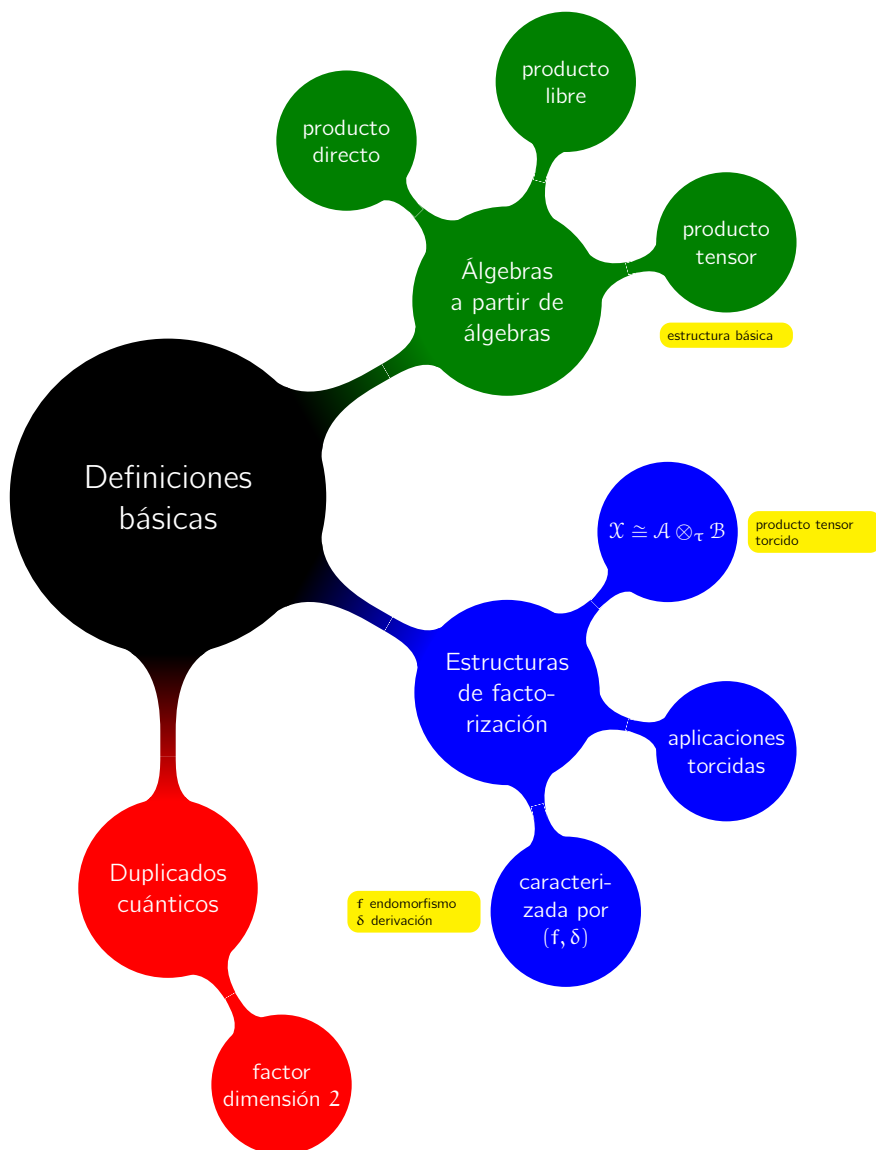 producto
libre
producto
directo
producto
tensor
Álgebras
a partir de
álgebras
estructura básica
Definiciones
básicas
𝒳 ≅ 𝒜 ⊗τ ℬ
producto tensor
torcido
Estructuras
de facto-
rización
aplicaciones
torcidas
caracteri-
zada por
(f, δ)
f endomorfismo
δ derivación
Duplicados
cuánticos
factor
dimensión 2